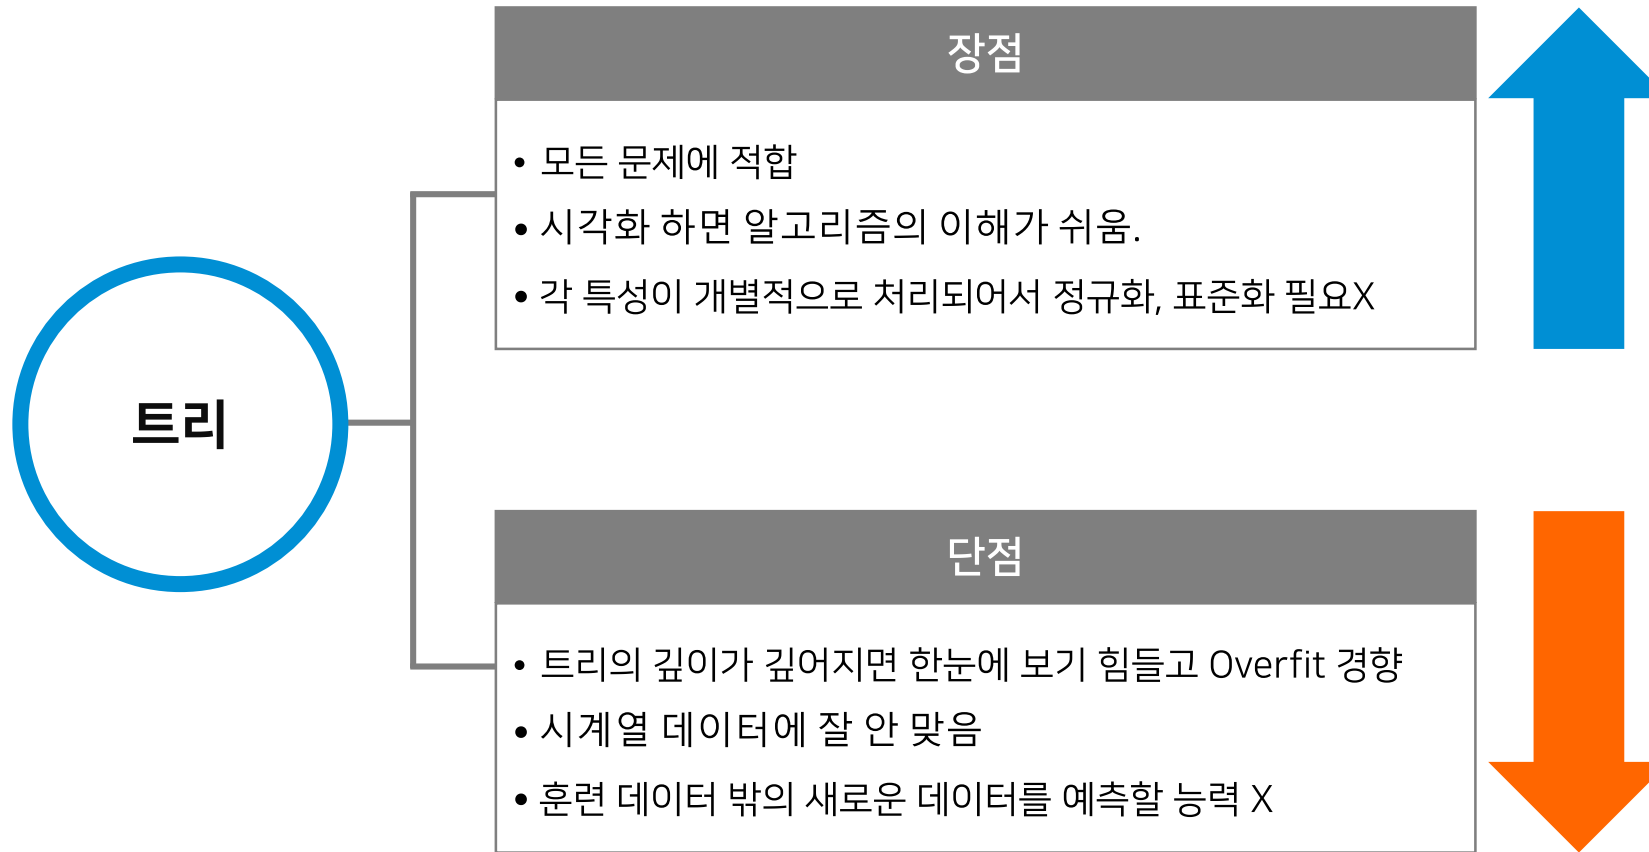 트리
장점
• 모든 문제에 적합
• 시각화 하면 알고리즘의 이해가 쉬움.
• 각 특성이 개별적으로 처리되어서 정규화, 표준화 필요X
단점
• 트리의 깊이가 깊어지면 한눈에 보기 힘들고 Overfit 경향
• 시계열 데이터에 잘 안 맞음
• 훈련 데이터 밖의 새로운 데이터를 예측할 능력 X